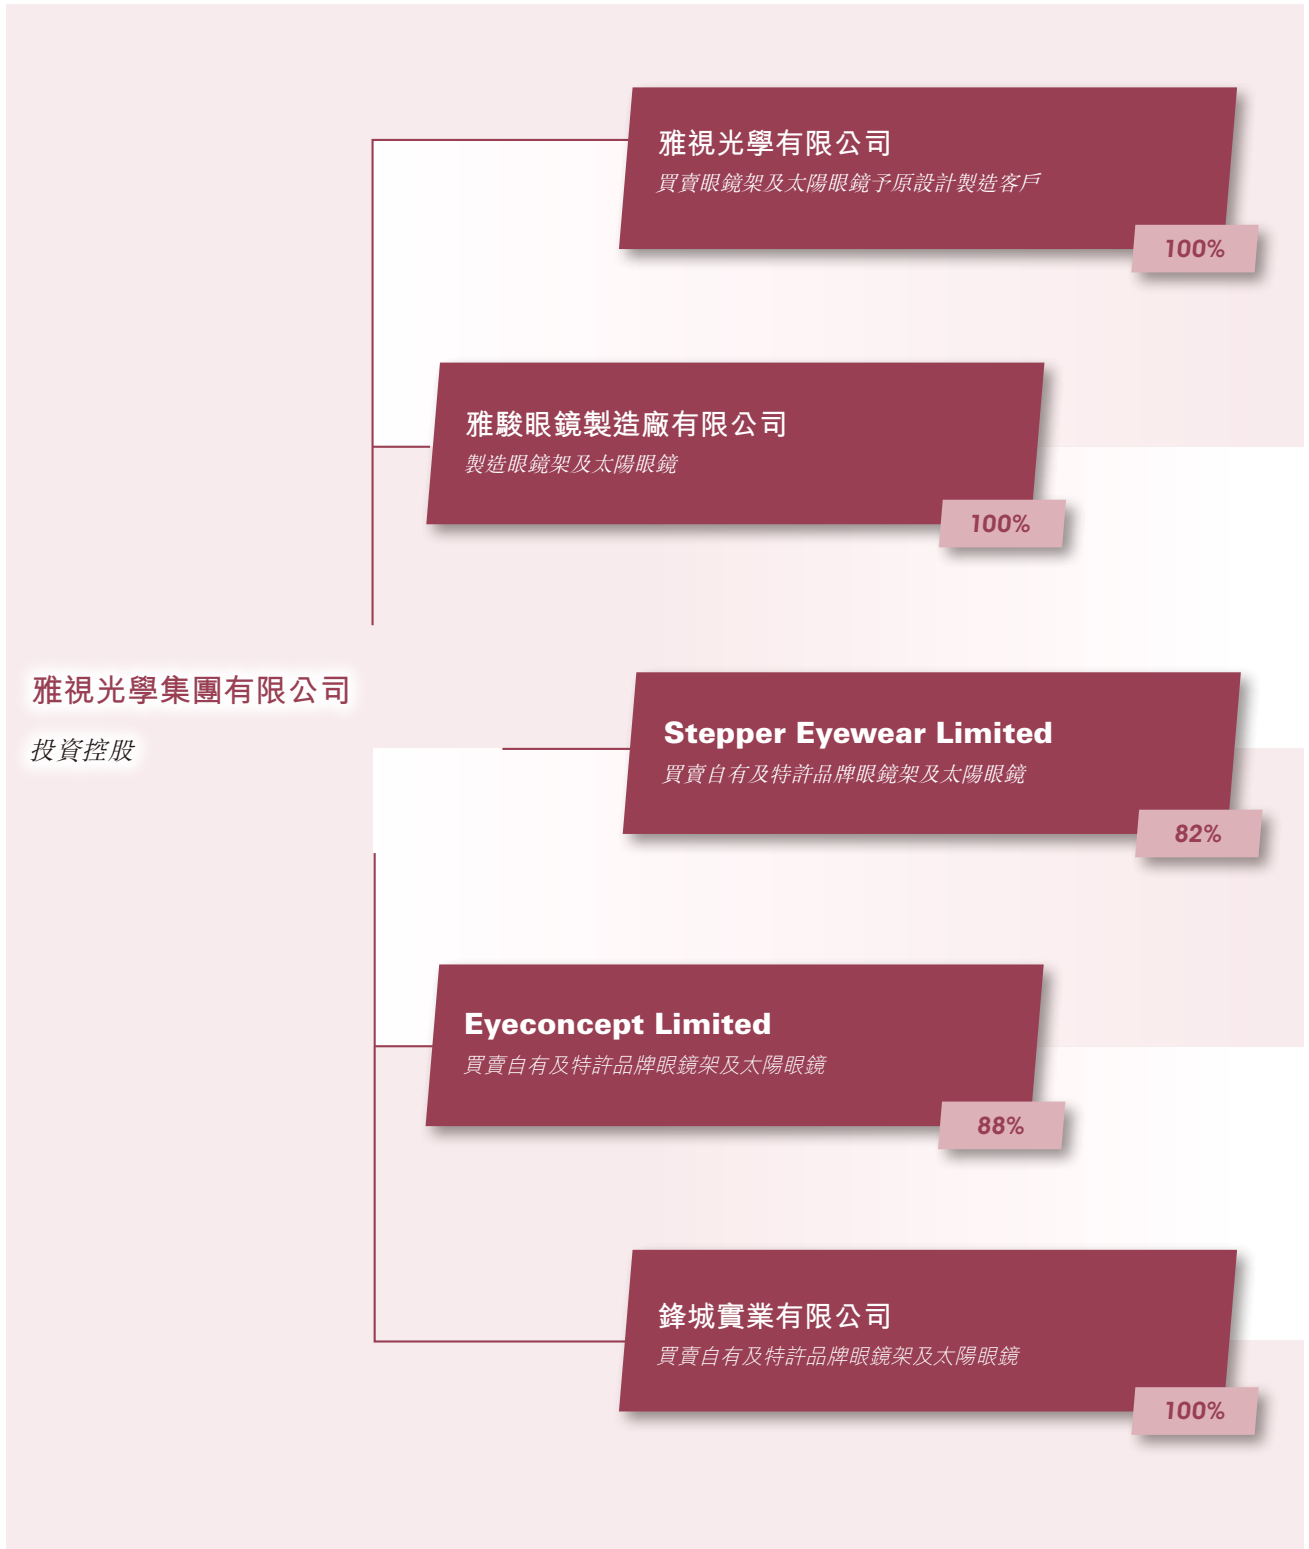 雅視光學有限公司
買賣眼鏡架及太陽眼鏡予原設計製造客戶
100%
雅駿眼鏡製造廠有限公司
製造眼鏡架及太陽眼鏡
100%
雅視光學集團有限公司
投資控股
Stepper Eyewear Limited
買賣自有及特許品牌眼鏡架及太陽眼鏡
82%
Eyeconcept Limited
買賣自有及特許品牌眼鏡架及太陽眼鏡
88%
鋒城實業有限公司
買賣自有及特許品牌眼鏡架及太陽眼鏡
100%